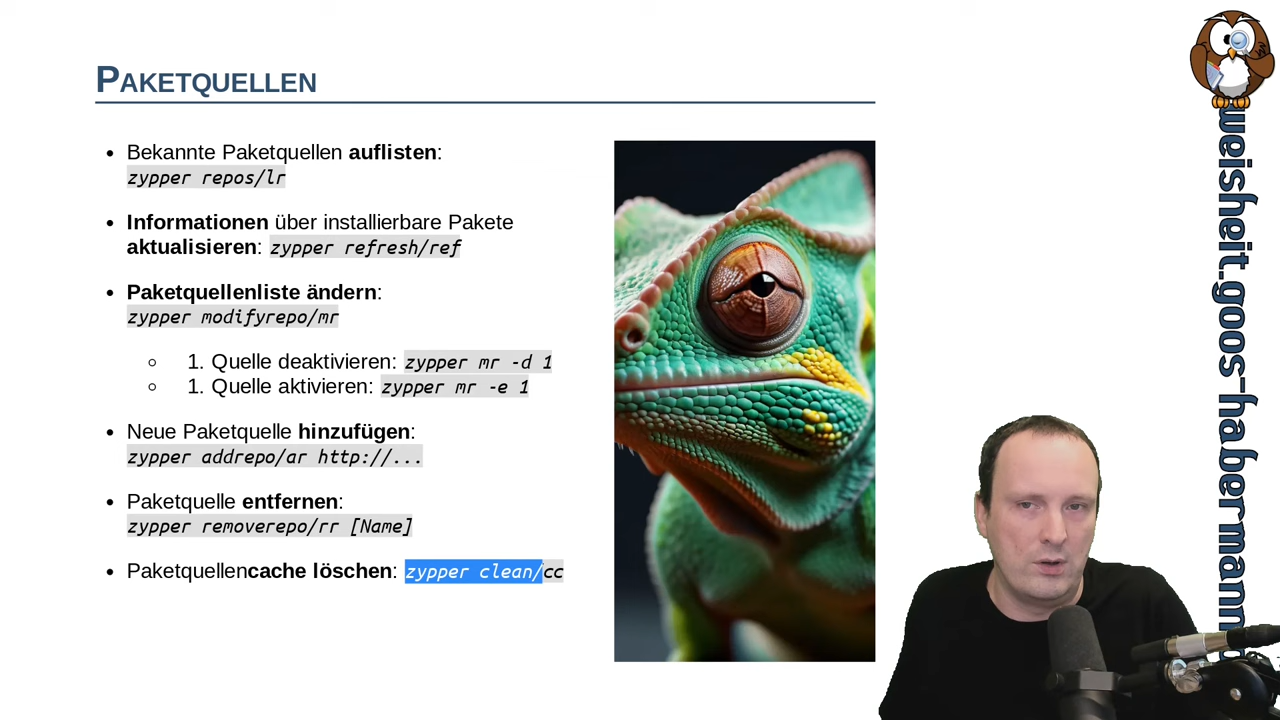 PAKETQUELLEN
Bekannte Paketquellen auflisten:
zypper repos/lr
Informationen über installierbare Pakete
aktualisieren: zypper refresh/ref
Paketquellenliste ändern:
zypper modifyrepo/mr
1. Quelle deaktivieren: zypper mr -d 1
1. Quelle aktivieren: zypper mr -e 1
Neue Paketquelle hinzufügen:
zypper addrepo/ar http://...
Paketquelle entfernen:
zypper removerepo/rr [Name]
Paketquellencache löschen: zypper clean/cc
weisheit.goos-habermann